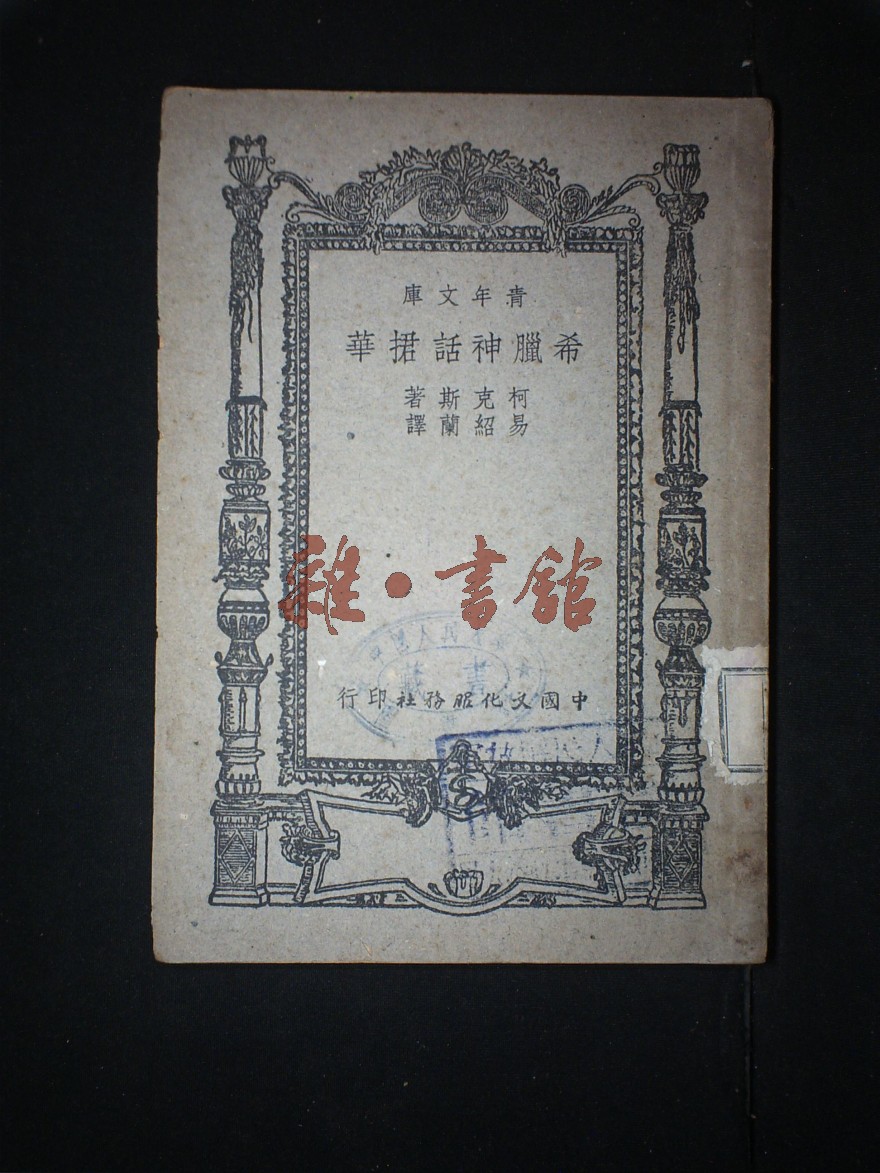 青年文庫
希臘神話捃華
柯克斯著
易紹蘭譯
雜·書館
中國文化服務社印行